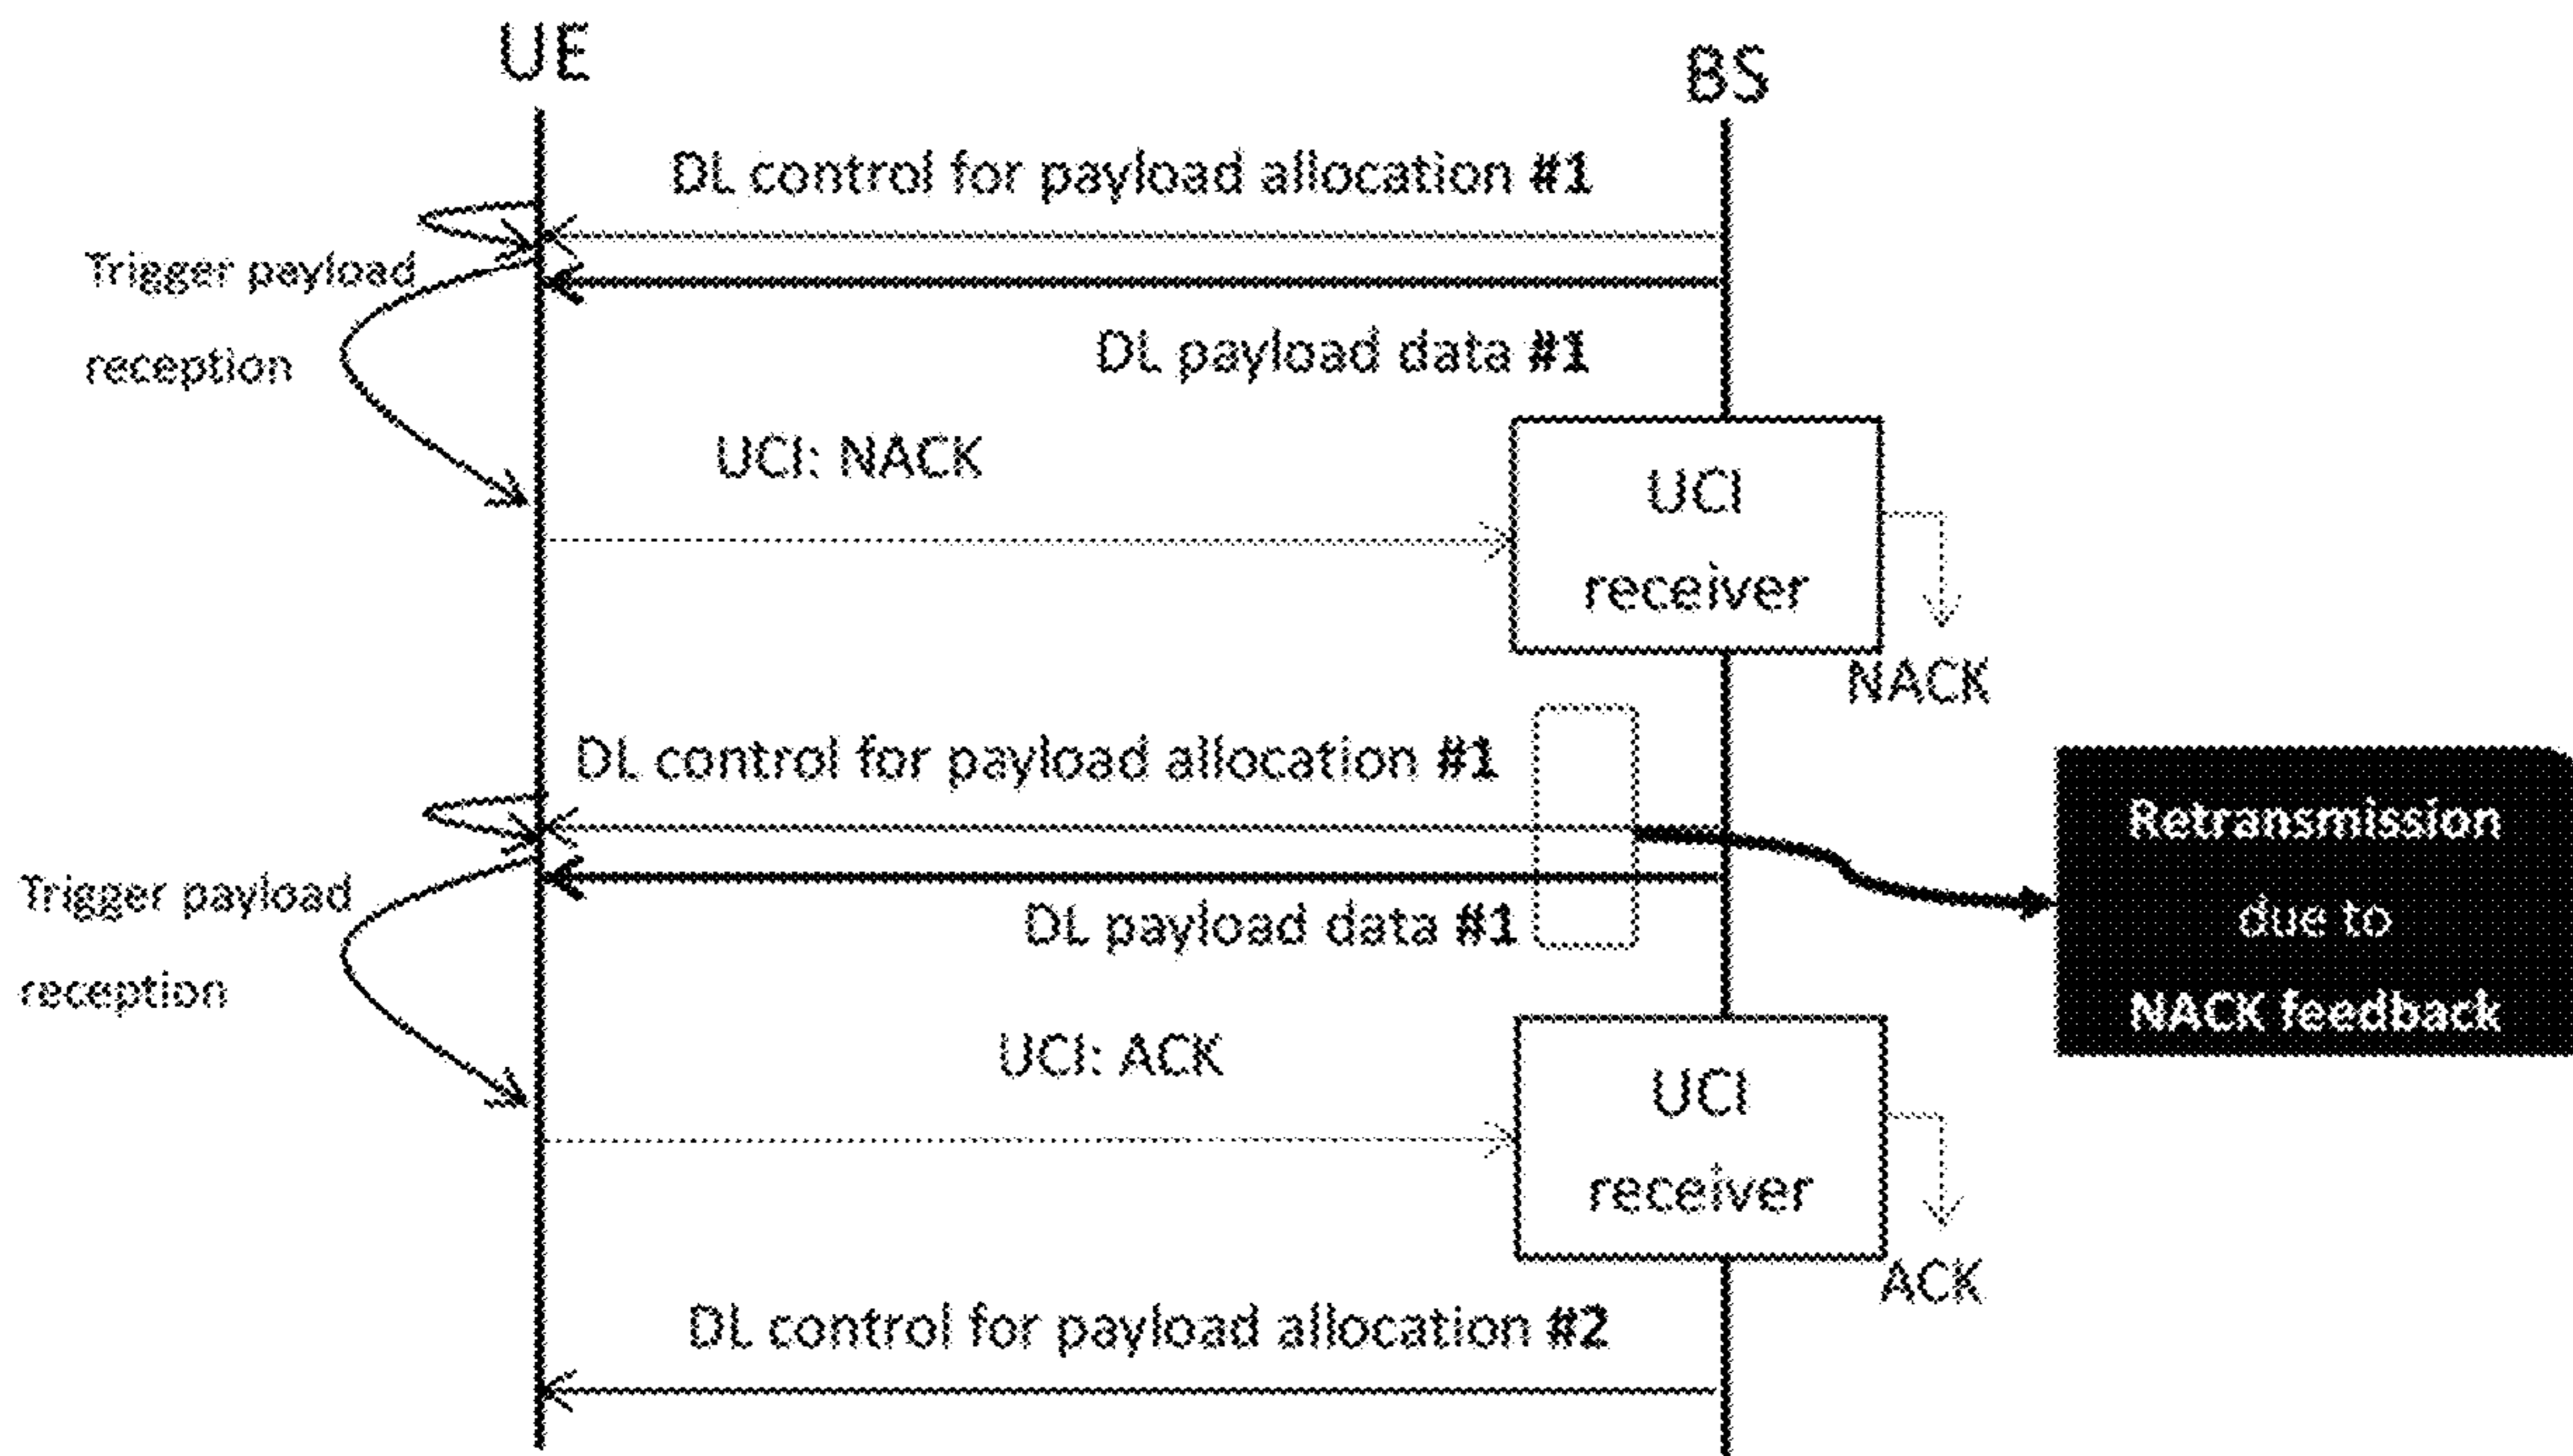 UE
BS
DL control for payload allocation #1
Trigger payload
reception
DL payload data #1
UCI: NACK
UCI
receiver
NACK
DL control for payload allocation #1
Trigger payload
reception
DL payload data #1
Retransmission
due to
NACK feedback
UCI: ACK
UCI
receiver
ACK
DL control for payload allocation #2